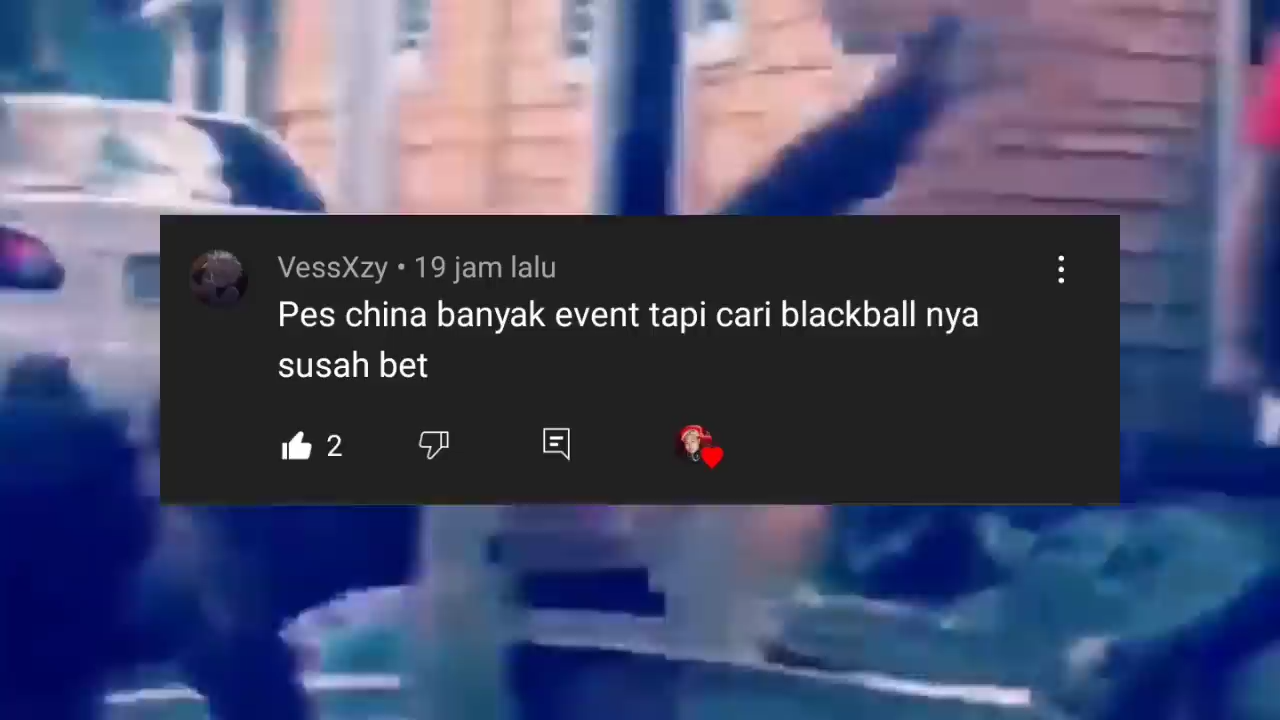 VessXzy • 19 jam lalu
Pes china banyak event tapi cari blackball nya
susah bet
2